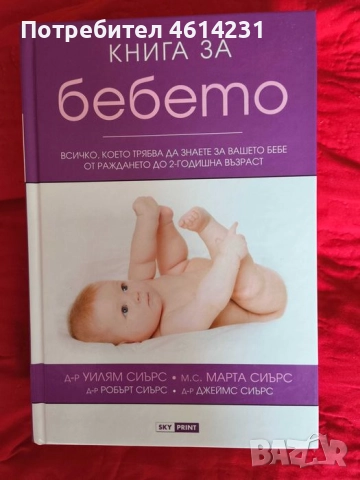 Потребител 4614231
КНИГА ЗА
бебето
ВСИЧКО, КОЕТО ТРЯБВА ДА ЗНАЕТЕ ЗА ВАШЕТО БЕБЕ
ОТ РАЖДАНЕТО ДО 2-ГОДИШНА ВЪЗРАСТ
Д-Р УИЛЯМ СИЪРС • М.С. МАРТА СИЪРС
Д-Р РОБЪРТ СИЪРС • Д-Р ДЖЕЙМС СИЪРС
SKY PRINT
BAZAR